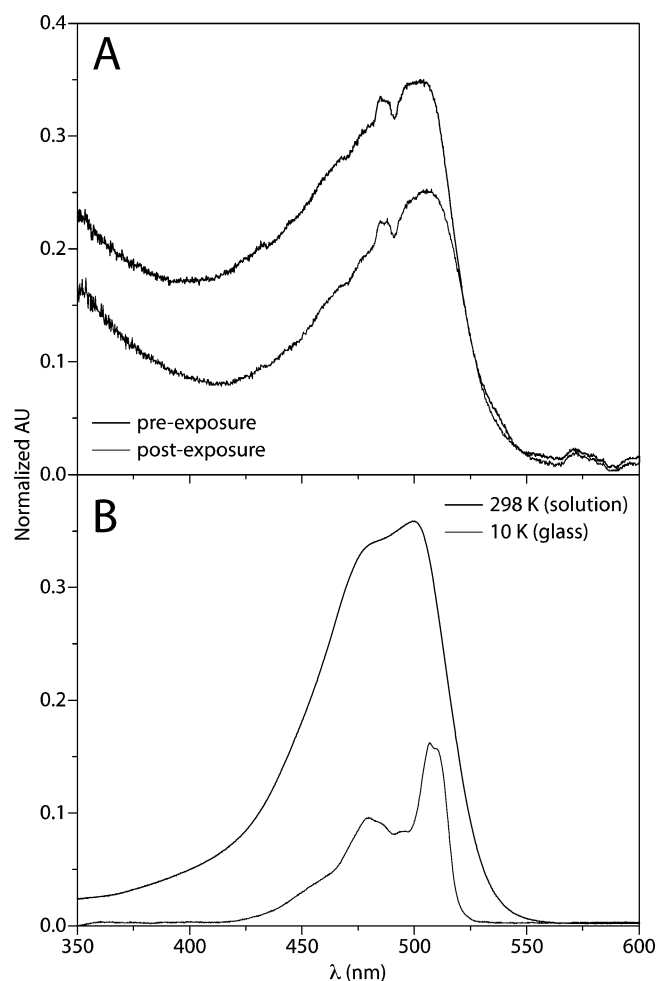 0.4
A
0.3
0.2
0.1
pre-exposure
post-exposure
0.0
Normalized AU
B
298 K (solution)
10 K (glass)
0.3
0.2
0.1
0.0
350
400
450
500
550
600
λ (nm)